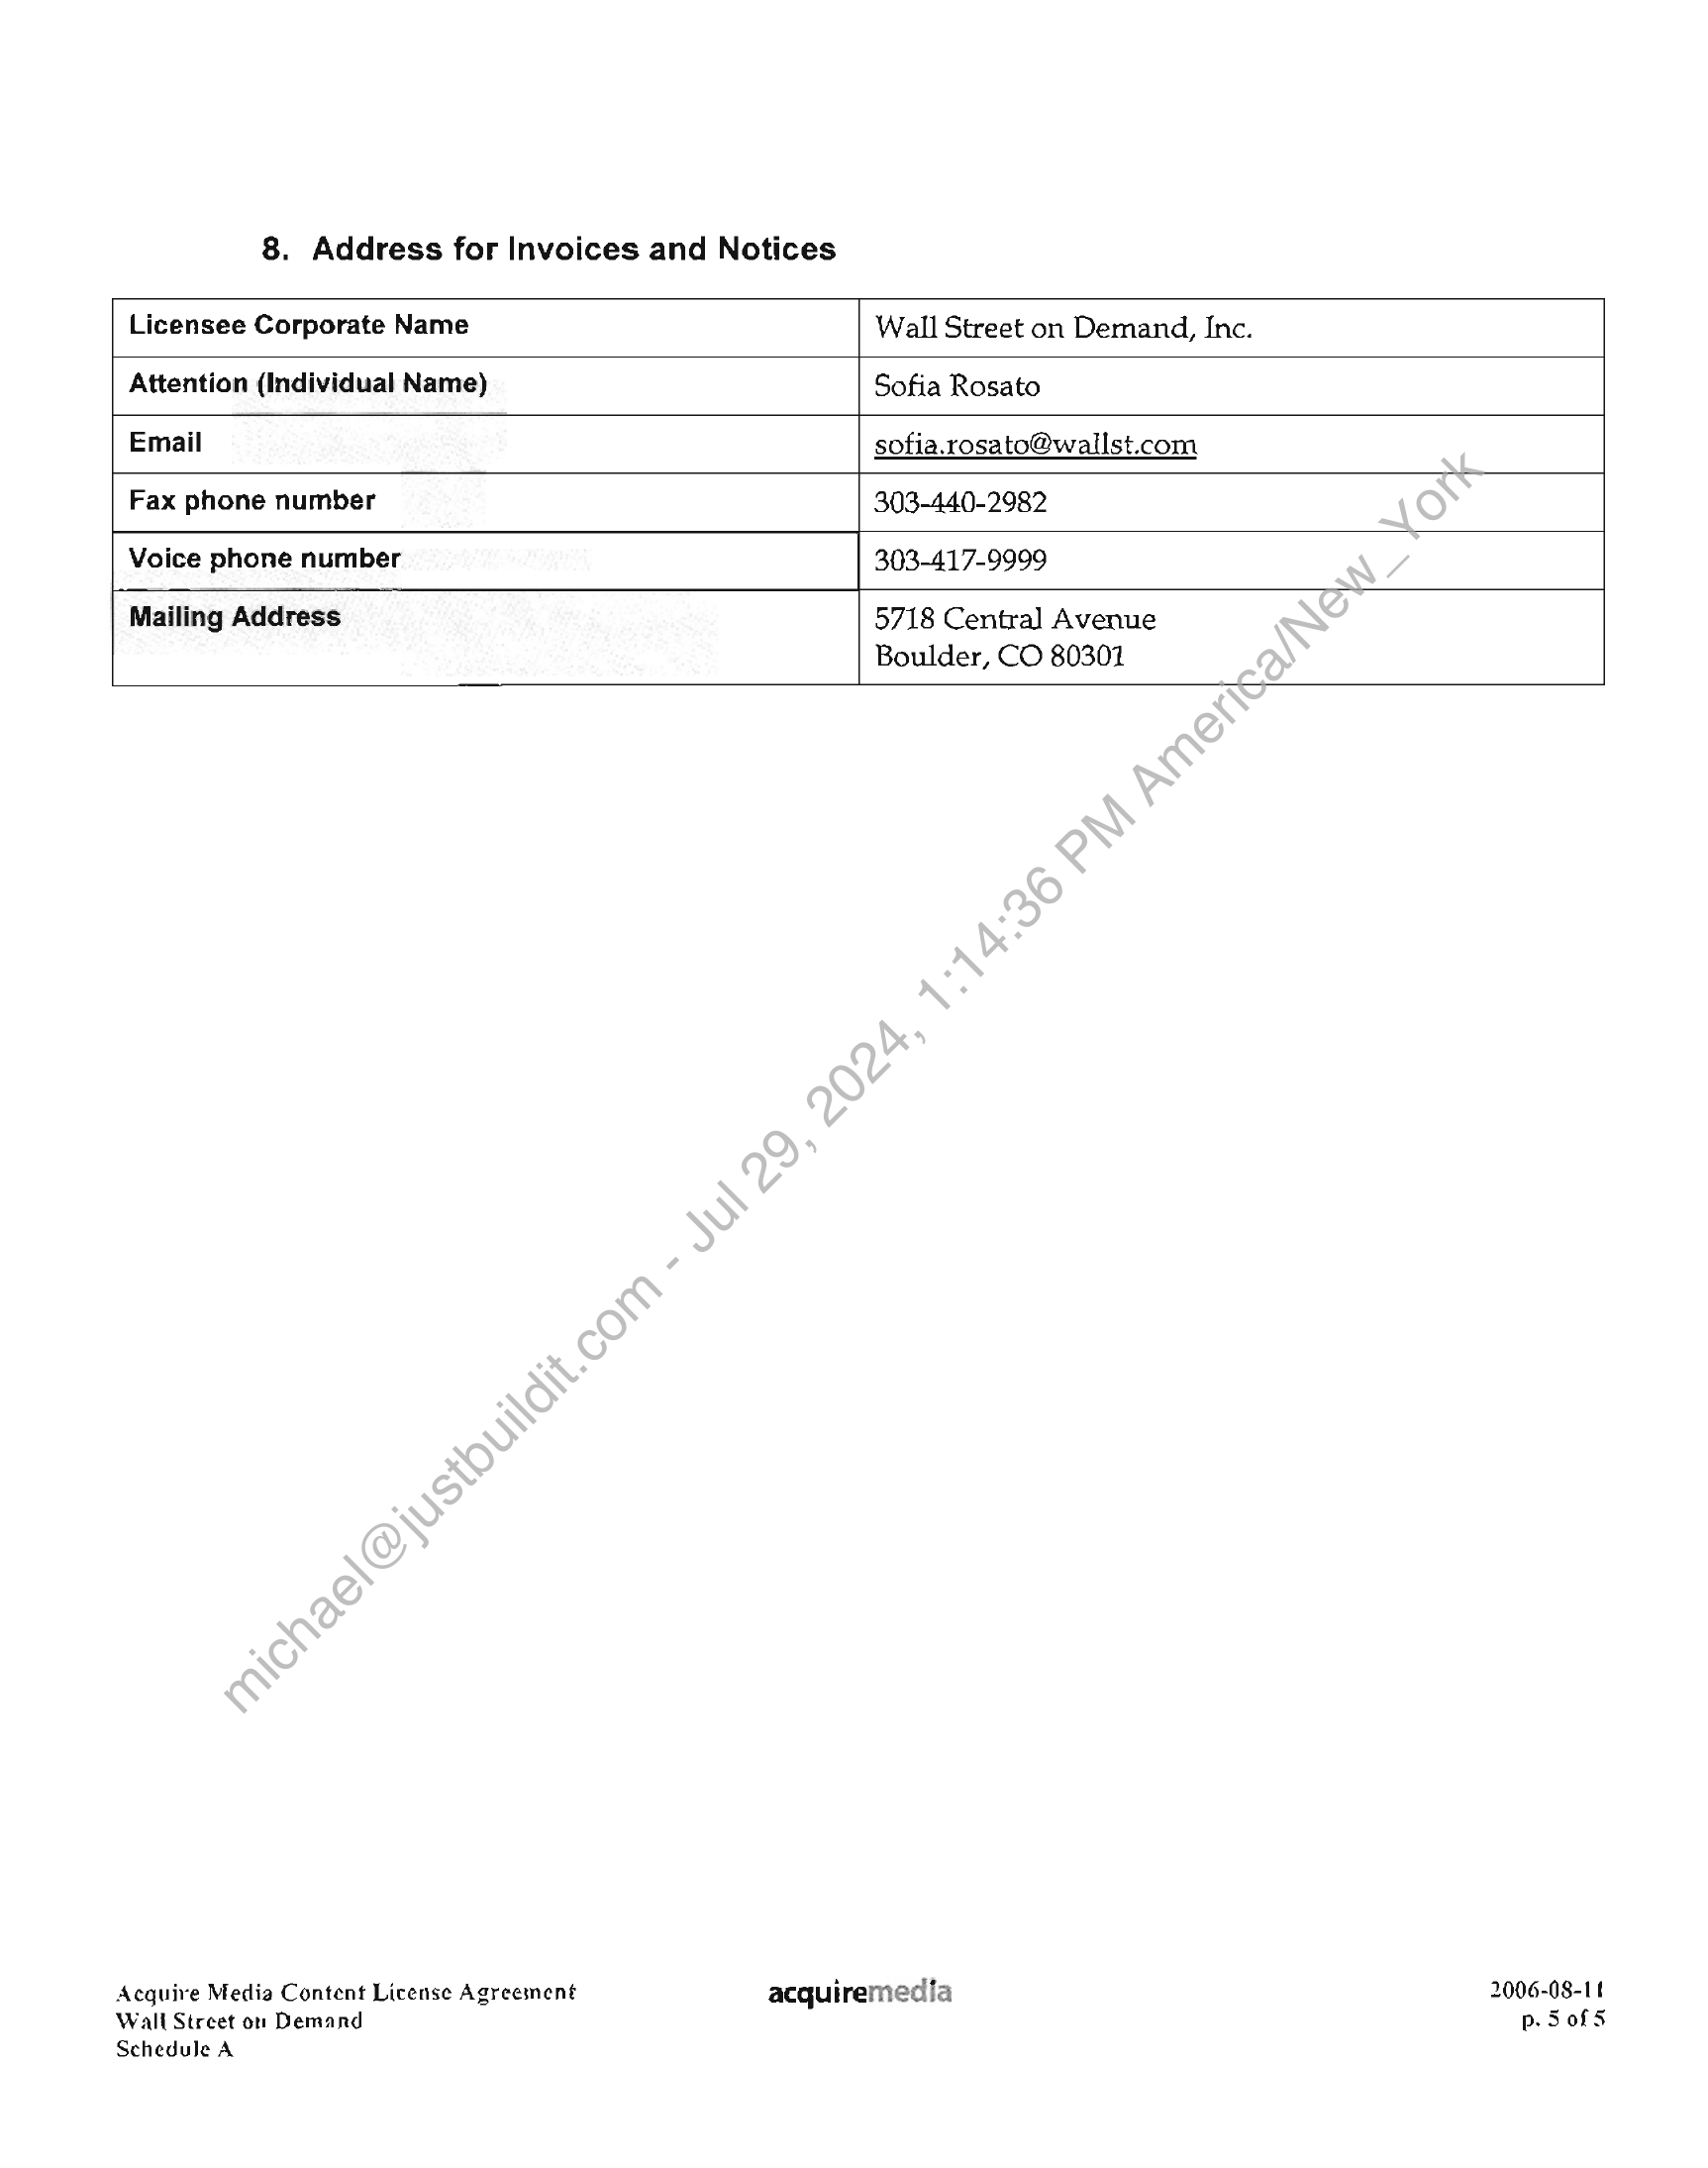 8. Address for Invoices and Notices
Licensee Corporate Name
Wall Street on Demand, Inc.
Attention (Individual Name)
Sofia Rosato
Email
sofia.rosato@wallst.com
Fax phone number
303-440-2982
Voice phone number
303-417-9999
Mailing Address
5718 Central Avenue
Boulder, CO 80301
michael@justbuildit.com - Jul 29, 2024, 1:14:36 PM America/New_York
Acquire Media Content License Agreement
Wall Street on Demand
Schedule A
acquiremedia
2006-08-11
p. 5 of 5